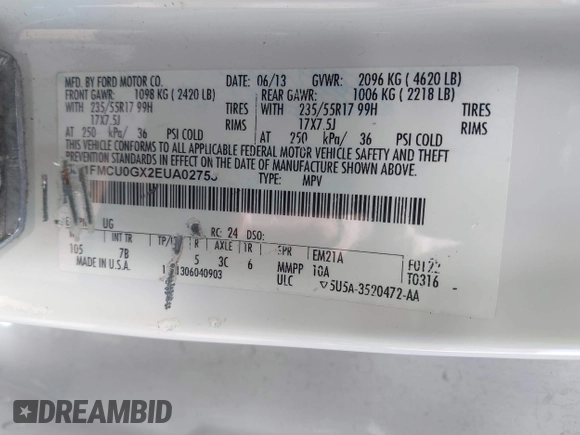 MFD. BY FORD MOTOR CO. DATE: 06/13 GVWR: 2096 KG (4620 LB)
FRONT GAWR: 1098 KG (2420 LB) REAR GAWR: 1006 KG (2218 LB)
WITH 235/55R17 99H TIRES WITH 235/55R17 99H TIRES
17X7.5J RIMS 17X7.5J RIMS
AT 250 kPa/ 36 PSI COLD AT 250 kPa/ 36 PSI COLD
THIS VEHICLE CONFORMS TO ALL APPLICABLE FEDERAL MOTOR VEHICLE SAFETY AND THEFT
PREVENTION STANDARDS IN EFFECT ON THE DATE OF MANUFACTURE SHOWN ABOVE.
1FMCU0GX2EUA0275 TYPE: MPV
UG RC: 24 DSO:
INT TR R AXLE TR SPR EM21A
105 7B 5 3C 6 MMPP 10A T0316
MADE IN U.S.A. 1306040903 ULC 5U5A-3520472-AA
DREAMBID